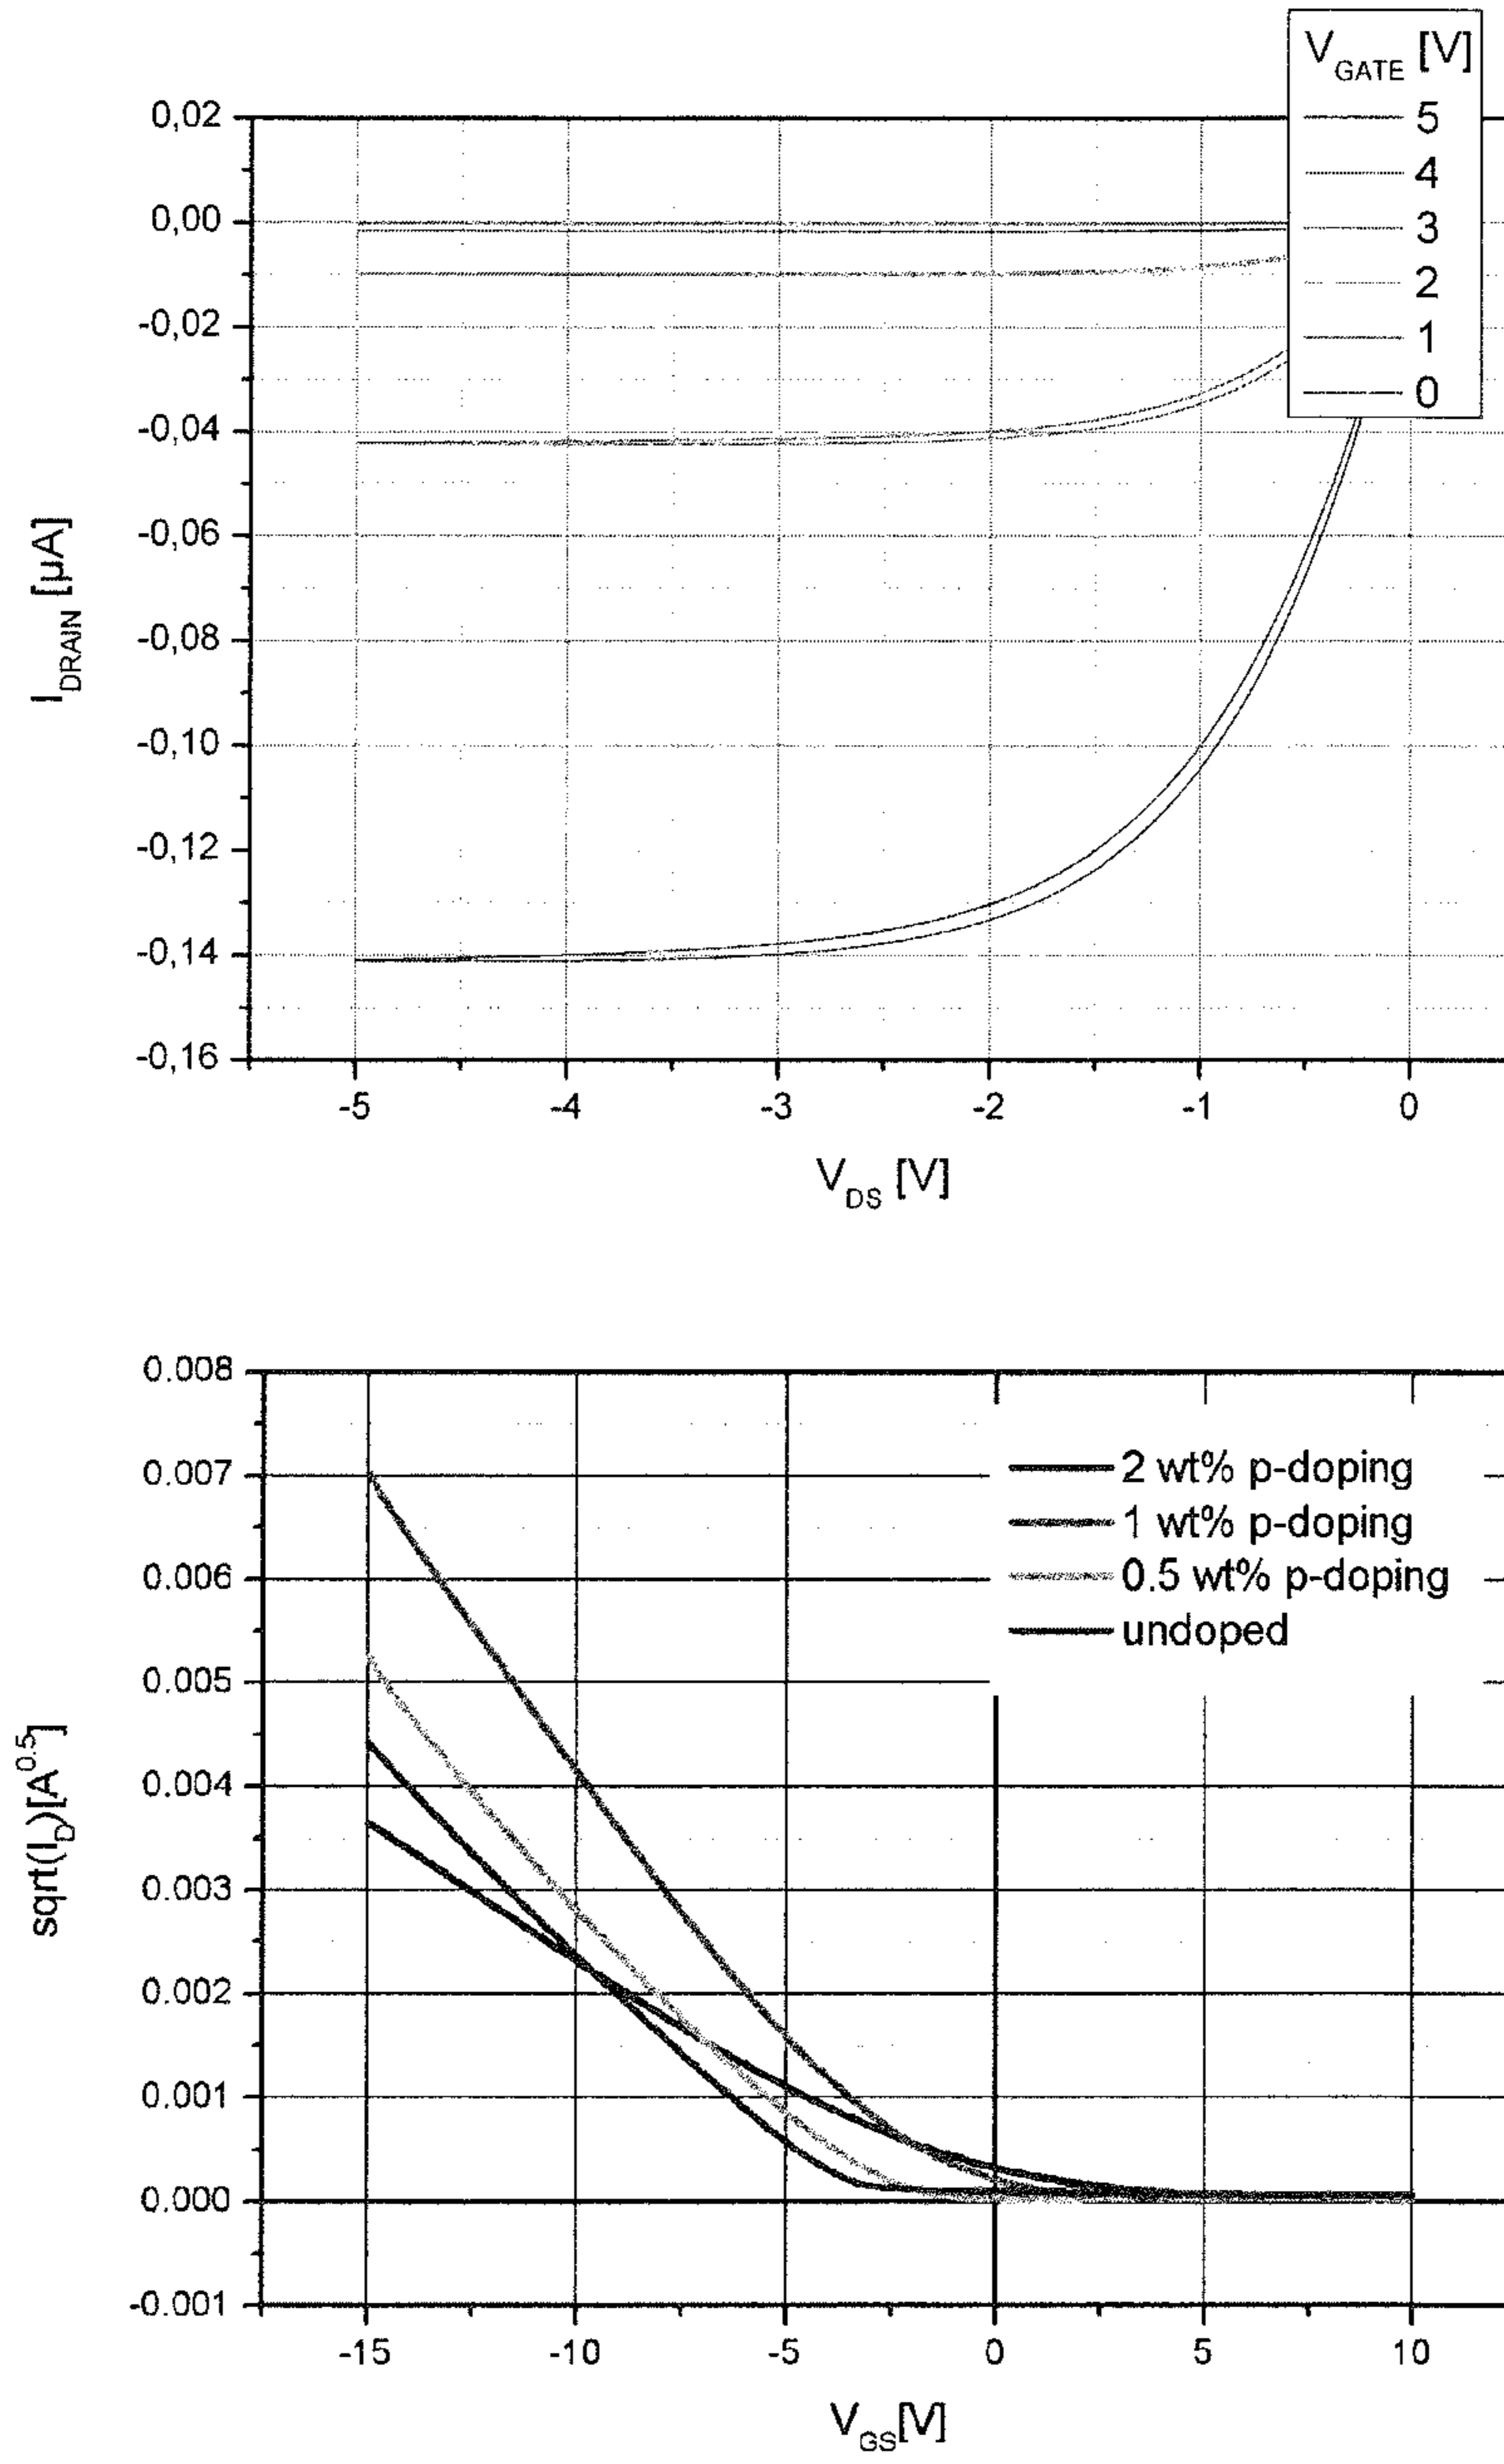 V_GATE [V]
5
4
3
2
1
0
0,02
0,00
-0,02
-0,04
-0,06
-0,08
-0,10
-0,12
-0,14
-0,16
I_DRAIN [µA]
-5 -4 -3 -2 -1 0
V_DS [V]
0.008
0.007
0.006
0.005
0.004
0.003
0.002
0.001
0.000
-0.001
sqrt(I_D)[A^0.5]
2 wt% p-doping
1 wt% p-doping
0.5 wt% p-doping
undoped
-15 -10 -5 0 5 10
V_GS[V]